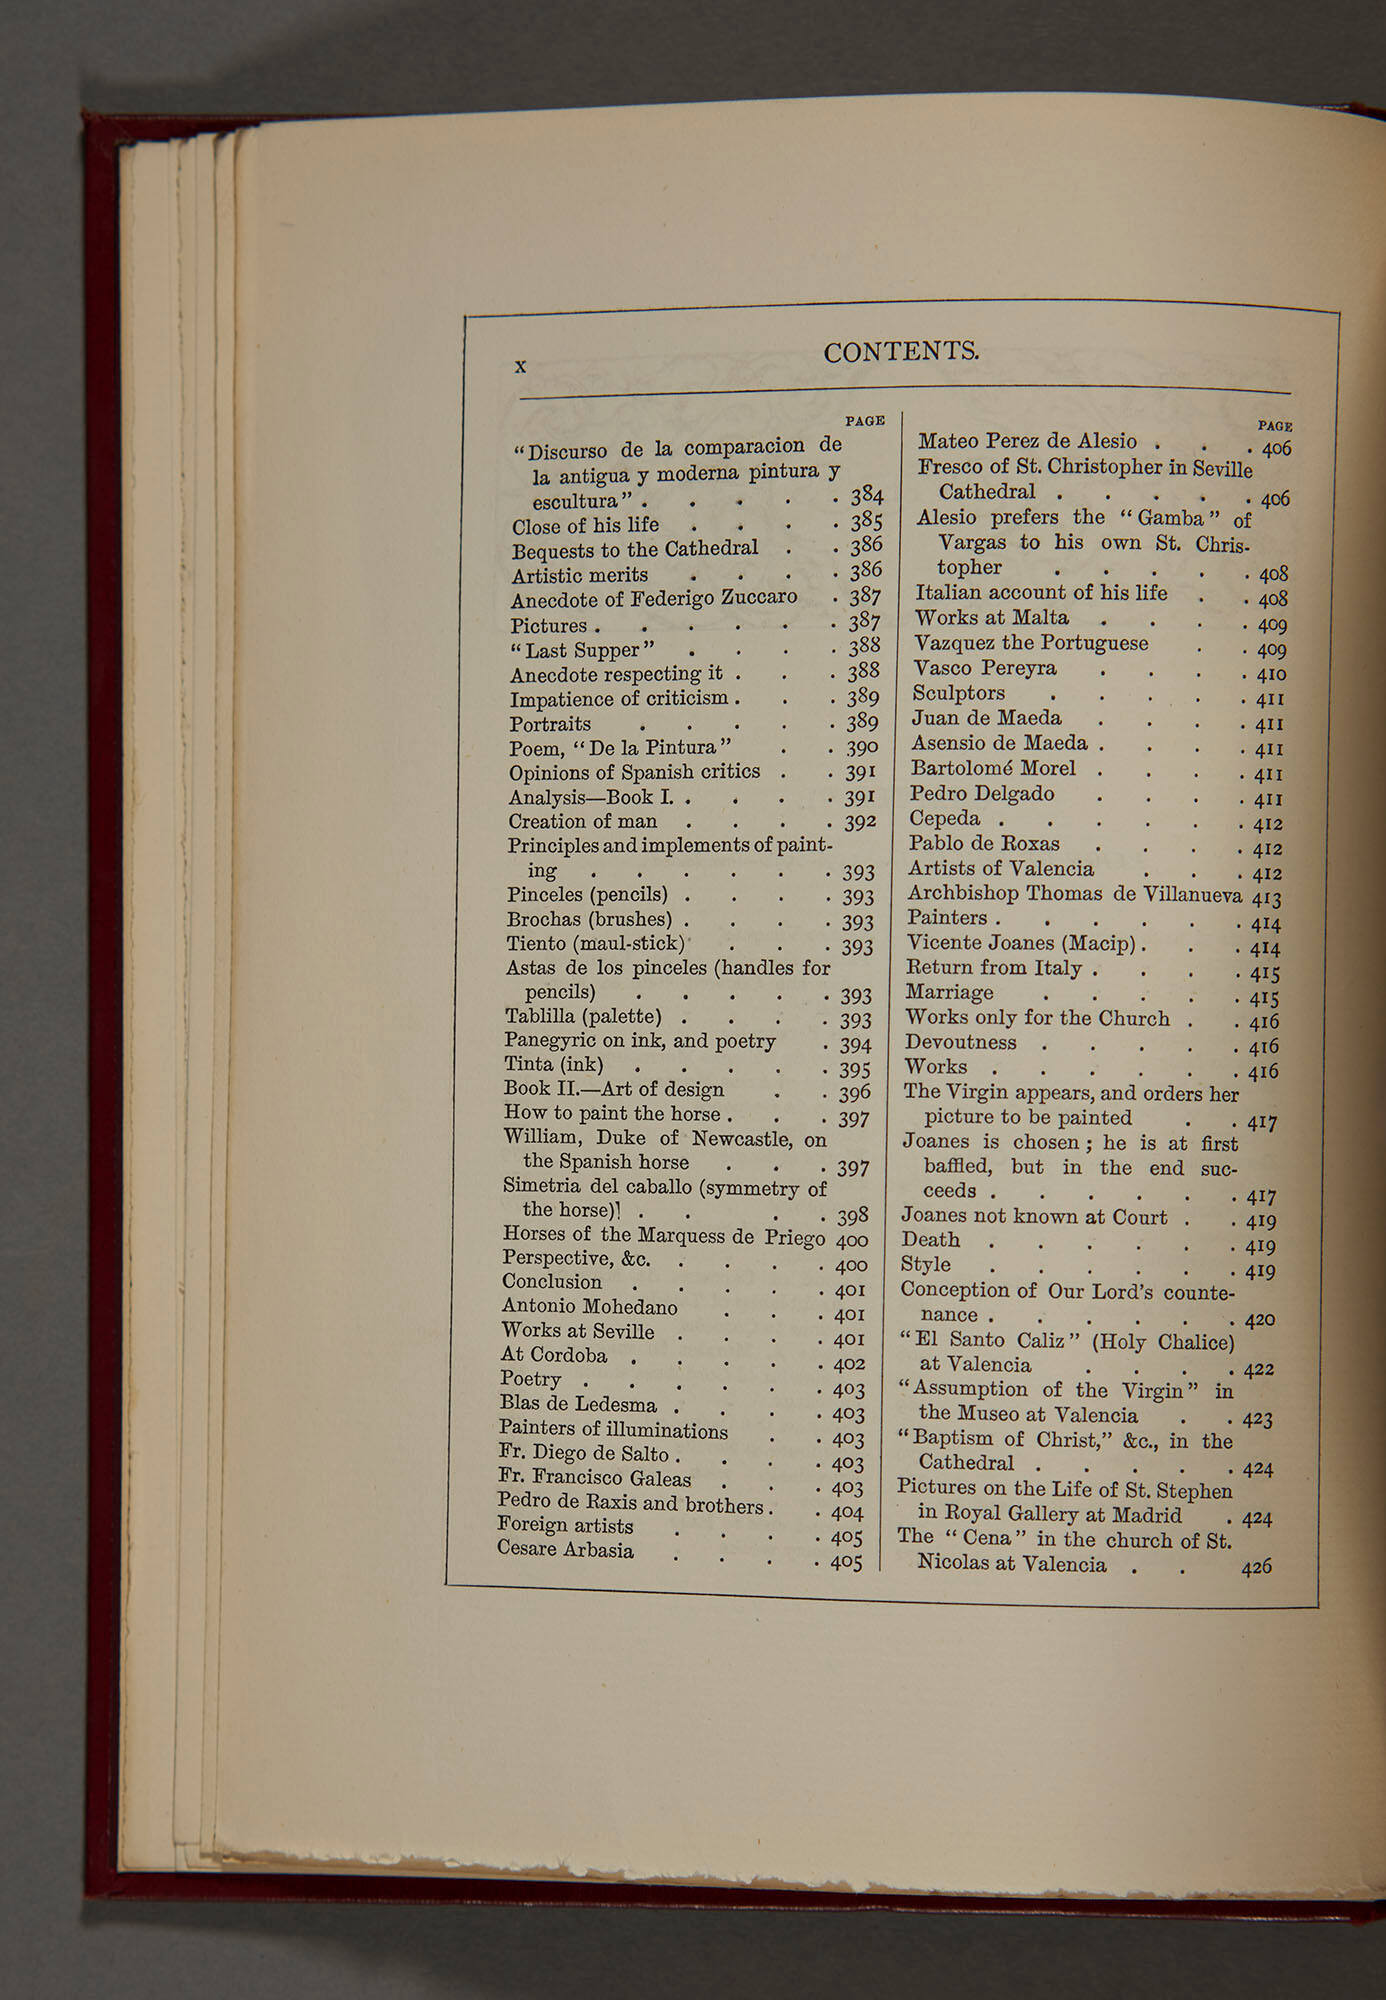 x
CONTENTS.
PAGE
“Discurso de la comparacion de
la antigua y moderna pintura y
escultura” . . . . . 384
Close of his life . . . . 385
Bequests to the Cathedral . . 386
Artistic merits . . . . 386
Anecdote of Federigo Zuccaro . 387
Pictures . . . . . . 387
“Last Supper” . . . . 388
Anecdote respecting it . . . 388
Impatience of criticism . . . 389
Portraits . . . . . 389
Poem, “De la Pintura” . . 390
Opinions of Spanish critics . . 391
Analysis—Book I. . . . . 391
Creation of man . . . . 392
Principles and implements of paint-
ing . . . . . . 393
Pinceles (pencils) . . . . 393
Brochas (brushes) . . . . 393
Tiento (maul-stick) . . . 393
Astas de los pinceles (handles for
pencils) . . . . . 393
Tablilla (palette) . . . . 393
Panegyric on ink, and poetry . 394
Tinta (ink) . . . . . 395
Book II.—Art of design . . 396
How to paint the horse . . . 397
William, Duke of Newcastle, on
the Spanish horse . . . 397
Simetria del caballo (symmetry of
the horse) . . . . 398
Horses of the Marquess de Priego 400
Perspective, &c. . . . . 400
Conclusion . . . . . 401
Antonio Mohedano . . . 401
Works at Seville . . . . 401
At Cordoba . . . . . 402
Poetry . . . . . . 403
Blas de Ledesma . . . . 403
Painters of illuminations . . 403
Fr. Diego de Salto . . . . 403
Fr. Francisco Galeas . . . 403
Pedro de Raxis and brothers . . 404
Foreign artists . . . . 405
Cesare Arbasia . . . . 405
PAGE
Mateo Perez de Alesio . . . 406
Fresco of St. Christopher in Seville
Cathedral . . . . . 406
Alesio prefers the “Gamba” of
Vargas to his own St. Chris-
topher . . . . . 408
Italian account of his life . . 408
Works at Malta . . . . 409
Vazquez the Portuguese . . 409
Vasco Pereyra . . . . 410
Sculptors . . . . . 411
Juan de Maeda . . . . 411
Asensio de Maeda . . . . 411
Bartolomé Morel . . . . 411
Pedro Delgado . . . . 411
Cepeda . . . . . . 412
Pablo de Roxas . . . . 412
Artists of Valencia . . . 412
Archbishop Thomas de Villanueva 413
Painters . . . . . . 414
Vicente Joanes (Macip) . . . 414
Return from Italy . . . . 415
Marriage . . . . . 415
Works only for the Church . . 416
Devoutness . . . . . 416
Works . . . . . . 416
The Virgin appears, and orders her
picture to be painted . . 417
Joanes is chosen; he is at first
baffled, but in the end suc-
ceeds . . . . . . 417
Joanes not known at Court . . 419
Death . . . . . . 419
Style . . . . . . 419
Conception of Our Lord’s counte-
nance . . . . . . 420
“El Santo Caliz” (Holy Chalice)
at Valencia . . . . 422
“Assumption of the Virgin” in
the Museo at Valencia . . 423
“Baptism of Christ,” &c., in the
Cathedral . . . . . 424
Pictures on the Life of St. Stephen
in Royal Gallery at Madrid . 424
The “Cena” in the church of St.
Nicolas at Valencia . . 426